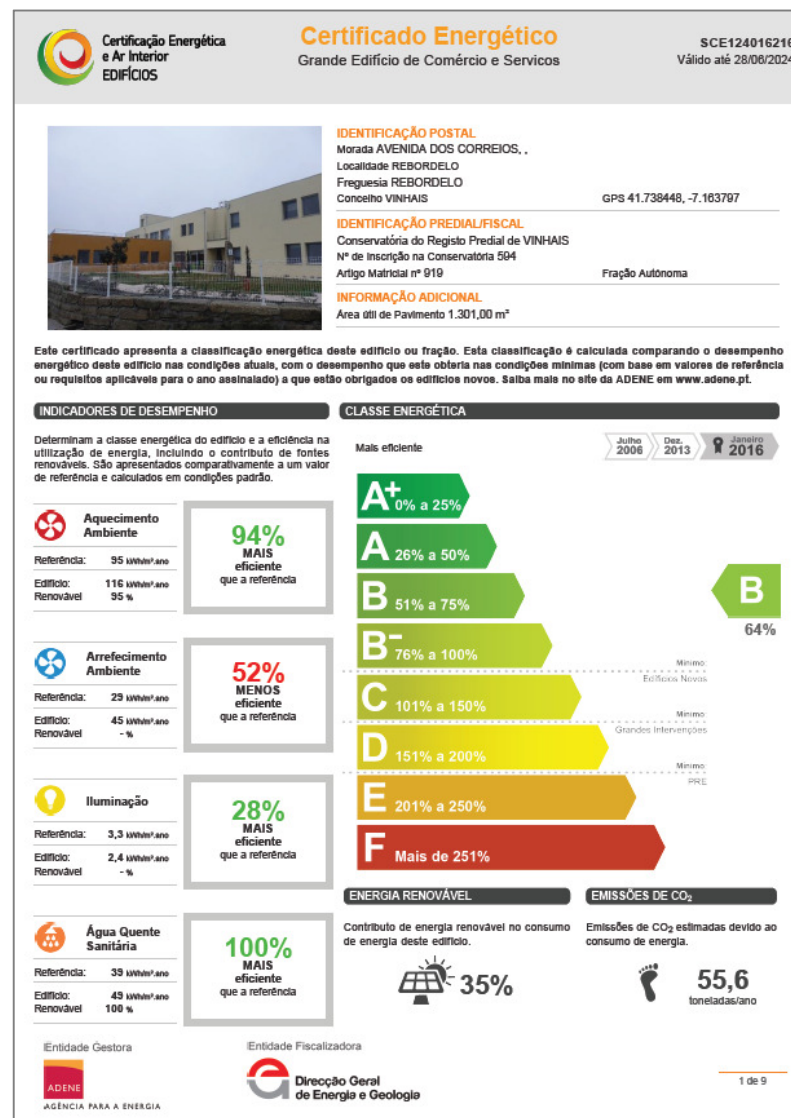 Certificação Energética
e Ar Interior
EDIFÍCIOS
Certificado Energético
Grande Edifício de Comércio e Servicos
SCE124016216
Válido até 28/06/2024
IDENTIFICAÇÃO POSTAL
Morada AVENIDA DOS CORREIOS, ,
Localidade REBORDELO
Freguesia REBORDELO
Concelho VINHAIS
GPS 41.738448, -7.163797
IDENTIFICAÇÃO PREDIAL/FISCAL
Conservatória do Registo Predial de VINHAIS
Nº de Inscrição na Conservatória 594
Artigo Matricial nº 919
Fração Autónoma
INFORMAÇÃO ADICIONAL
Área útil de Pavimento 1.301,00 m²
Este certificado apresenta a classificação energética deste edifício ou fração. Esta classificação é calculada comparando o desempenho
energético deste edifício nas condições atuais, com o desempenho que este obteria nas condições mínimas (com base em valores de referência
ou requisitos aplicáveis para o ano assinalado) a que estão obrigados os edifícios novos. Saiba mais no site da ADENE em www.adene.pt.
INDICADORES DE DESEMPENHO
Determinam a classe energética do edifício e a eficiência na
utilização de energia, incluindo o contributo de fontes
renováveis. São apresentados comparativamente a um valor
de referência e calculados em condições padrão.
Aquecimento
Ambiente
Referência: 95 kWh/m².ano
Edifício: 116 kWh/m².ano
Renovável 95 %
94%
MAIS
eficiente
que a referência
Arrefecimento
Ambiente
Referência: 29 kWh/m².ano
Edifício: 45 kWh/m².ano
Renovável - %
52%
MENOS
eficiente
que a referência
Iluminação
Referência: 3,3 kWh/m².ano
Edifício: 2,4 kWh/m².ano
Renovável - %
28%
MAIS
eficiente
que a referência
Água Quente
Sanitária
Referência: 39 kWh/m².ano
Edifício: 49 kWh/m².ano
Renovável 100 %
100%
MAIS
eficiente
que a referência
CLASSE ENERGÉTICA
Mais eficiente
Julho
2006
Dez.
2013
Janeiro
2016
A+ 0% a 25%
A 26% a 50%
B 51% a 75%
B- 76% a 100%
C 101% a 150%
D 151% a 200%
E 201% a 250%
F Mais de 251%
B
64%
Mínimo:
Edifícios Novos
Mínimo:
Grandes Intervenções
Mínimo:
PRE
ENERGIA RENOVÁVEL
Contributo de energia renovável no consumo
de energia deste edifício.
35%
EMISSÕES DE CO₂
Emissões de CO₂ estimadas devido ao
consumo de energia.
55,6
toneladas/ano
Entidade Gestora
ADENE
AGÊNCIA PARA A ENERGIA
Entidade Fiscalizadora
Direcção Geral
de Energia e Geologia
1 de 9